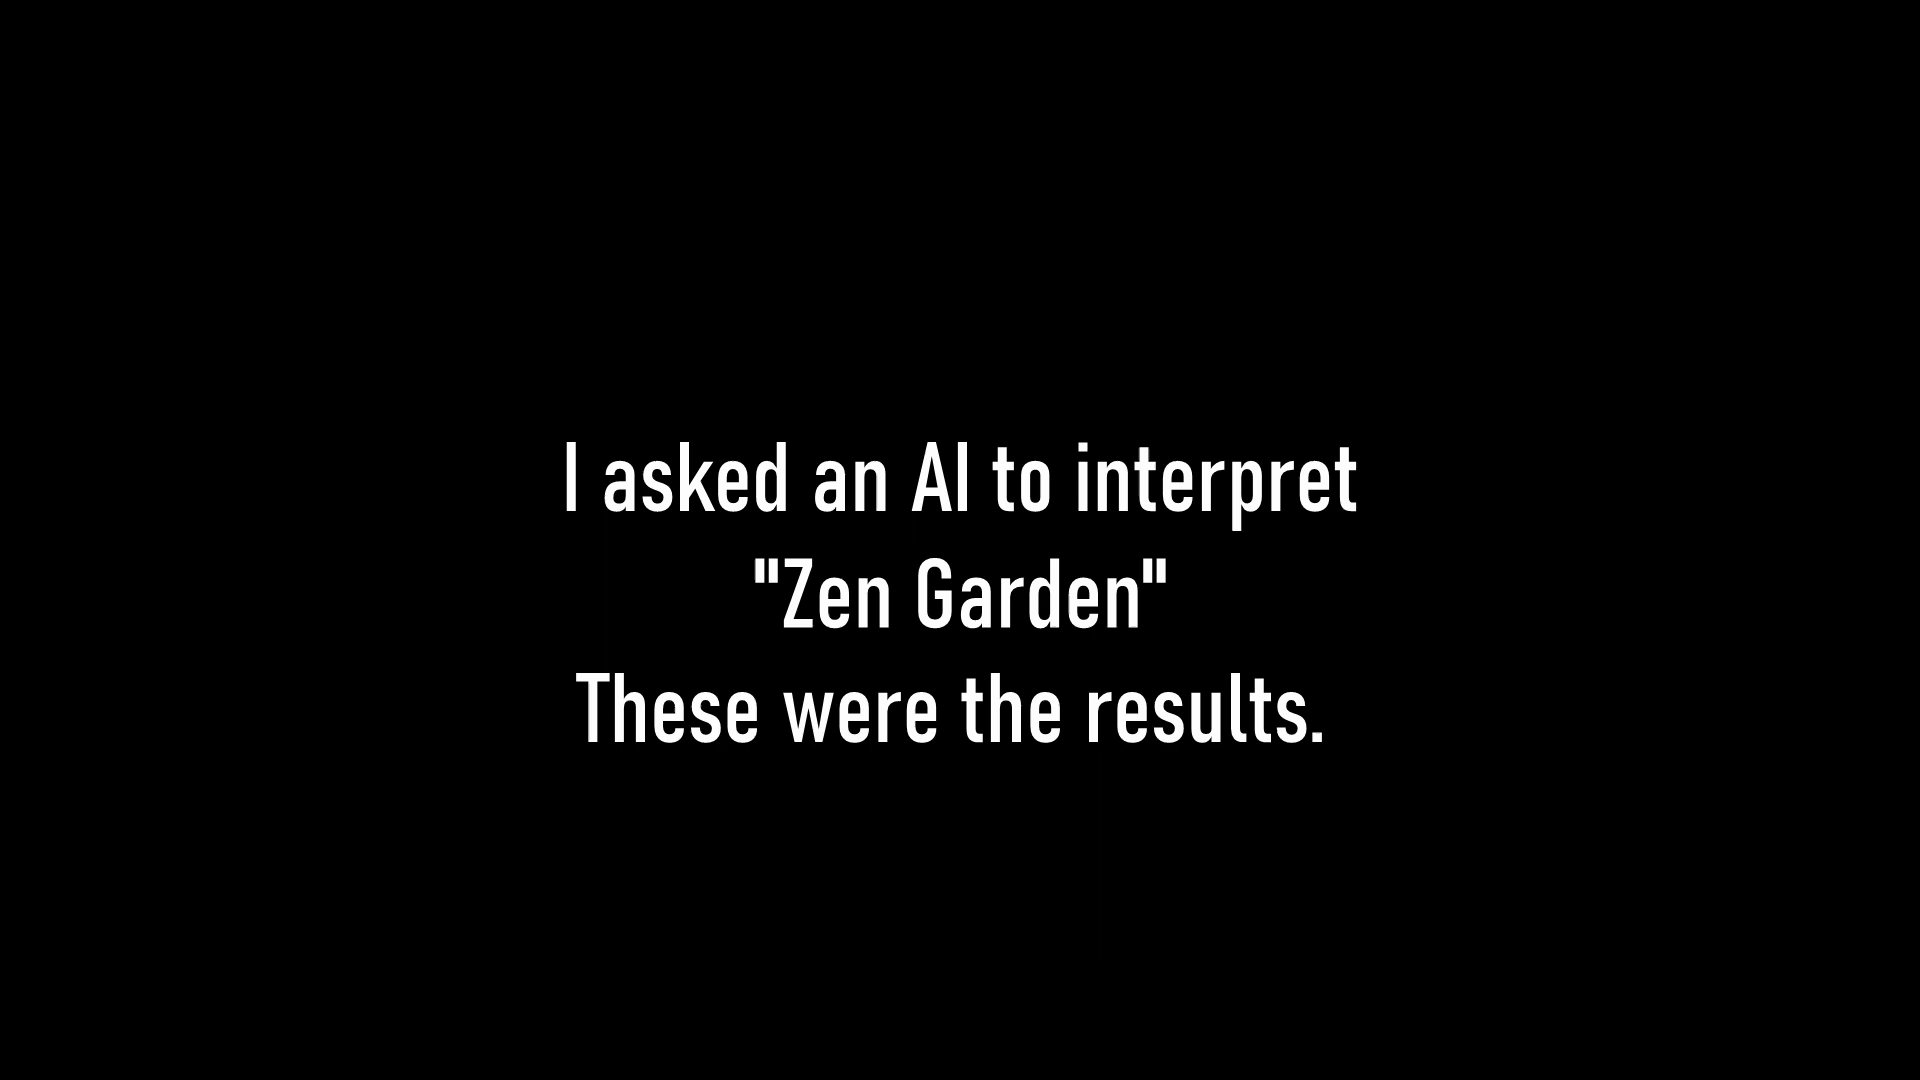 I asked an AI to interpret
"Zen Garden"
These were the results.